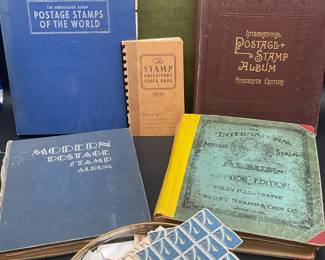 THE AMBASSADOR ALBUM
POSTAGE STAMPS
OF THE WORLD
The
STAMP
COLLECTORS
STOCK BOOK
INTERNATIONAL
POSTAGE
STAMP
ALBUM
NINETEENTH CENTURY
MODERN
POSTAGE
STAMP
ALBUM
INTERNATIONAL
POSTAGE STAMP
ALBUM
JUNIOR EDITION
FULLY ILLUSTRATED
SCOTT STAMP & COIN CO.